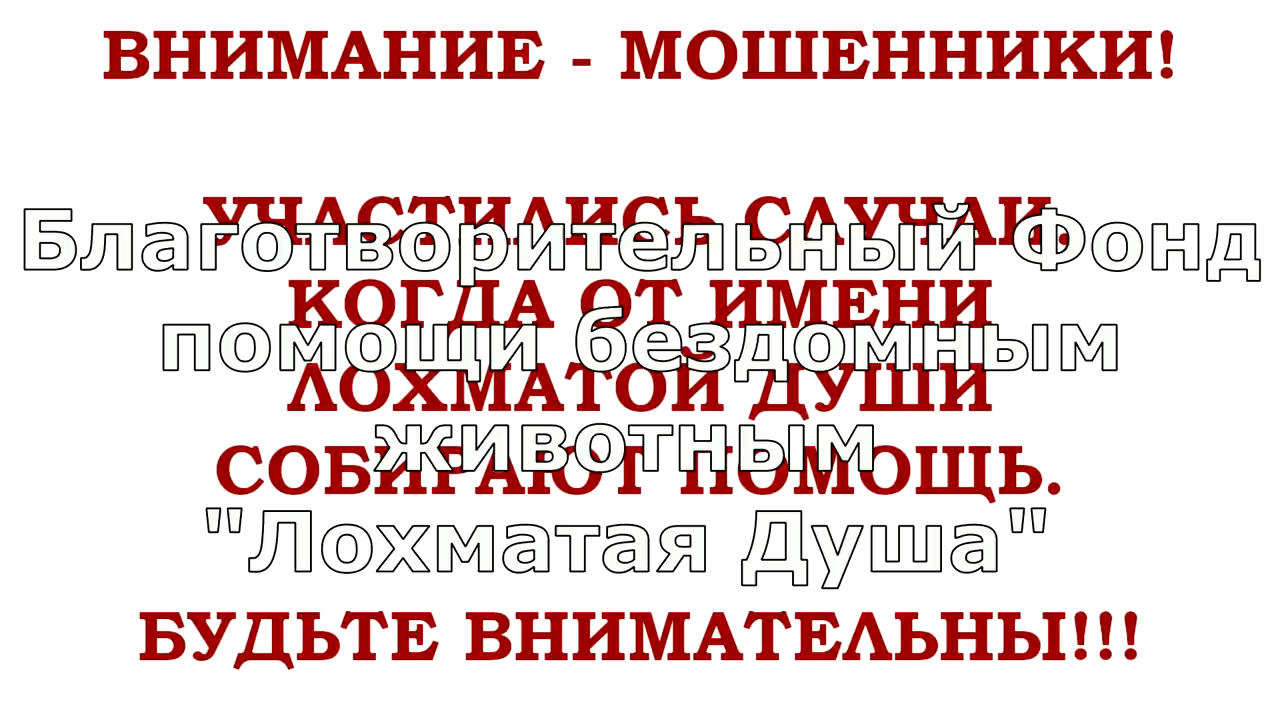 ВНИМАНИЕ - МОШЕННИКИ!
УЧАСТИЛИСЬ СЛУЧАИ,
Благотворительный Фонд
КОГДА ОТ ИМЕНИ
помощи бездомным
ЛОХМАТОЙ ДУШИ
животным
СОБИРАЮТ ПОМОЩЬ.
"Лохматая Душа"
БУДЬТЕ ВНИМАТЕЛЬНЫ!!!